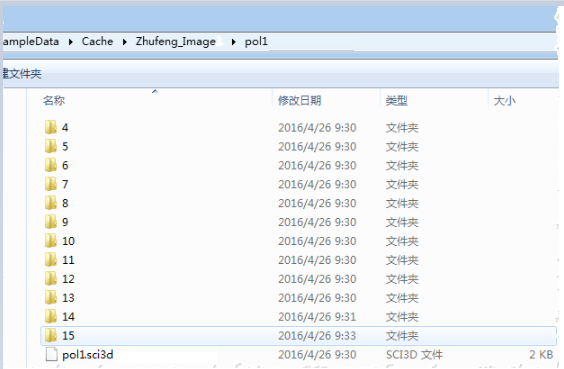 ampleData ▸ Cache ▸ Zhufeng_Image ▸ pol1
建文件夹
名称 修改日期 类型 大小
4 2016/4/26 9:30 文件夹
5 2016/4/26 9:30 文件夹
6 2016/4/26 9:30 文件夹
7 2016/4/26 9:30 文件夹
8 2016/4/26 9:30 文件夹
9 2016/4/26 9:30 文件夹
10 2016/4/26 9:30 文件夹
11 2016/4/26 9:30 文件夹
12 2016/4/26 9:30 文件夹
13 2016/4/26 9:30 文件夹
14 2016/4/26 9:31 文件夹
15 2016/4/26 9:33 文件夹
pol1.sci3d 2016/4/26 9:30 SCI3D 文件 2 KB